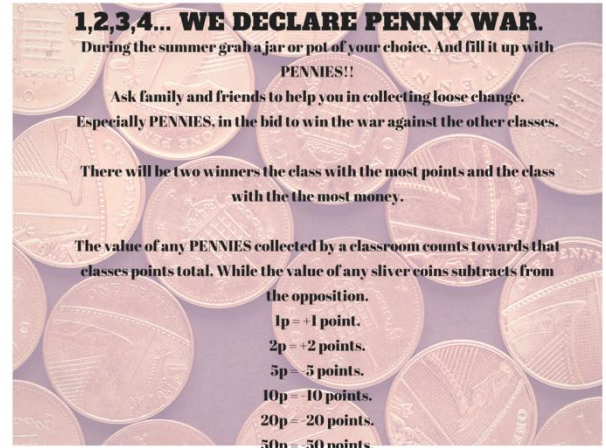 1,2,3,4... WE DECLARE PENNY WAR.
During the summer grab a jar or pot of your choice. And fill it up with
PENNIES!!
Ask family and friends to help you in collecting loose change.
Especially PENNIES, in the bid to win the war against the other classes.
There will be two winners the class with the most points and the class
with the the most money.
The value of any PENNIES collected by a classroom counts towards that
classes points total. While the value of any sliver coins subtracts from
the opposition.
1p = +1 point.
2p = +2 points.
5p = -5 points.
10p = -10 points.
20p = -20 points.
50p = -50 points.